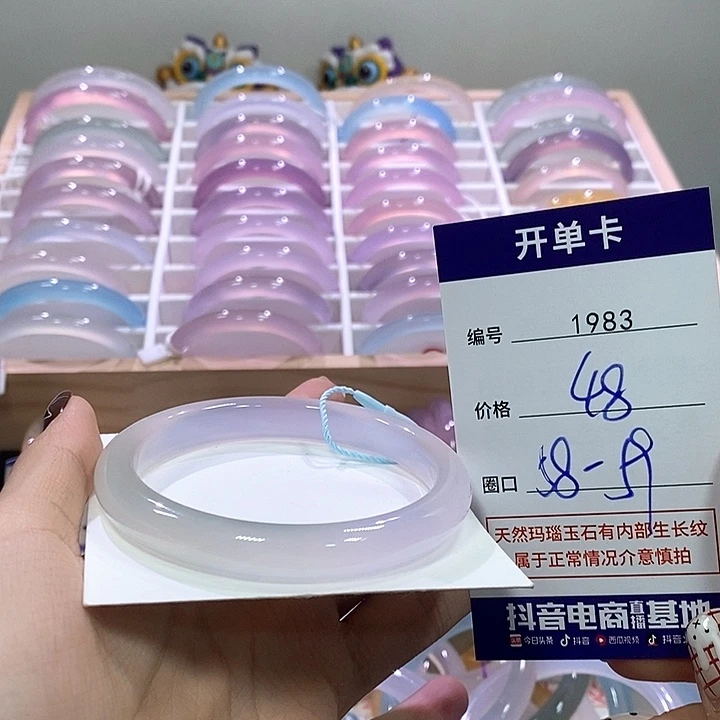 开单卡
编号 1983
价格 48
圈口 58-59
天然玛瑙玉石有内部生长纹
属于正常情况介意慎拍
抖音电商直播基地
今日头条 抖音 西瓜视频 抖音